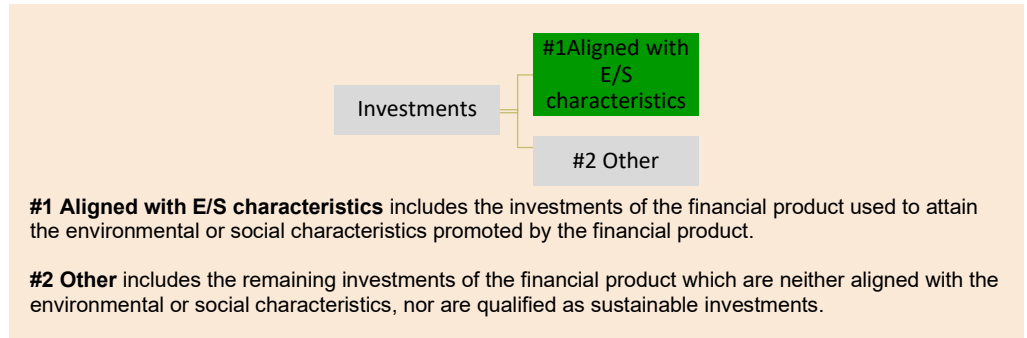 #1Aligned with
E/S
characteristics
Investments
#2 Other
#1 Aligned with E/S characteristics includes the investments of the financial product used to attain
the environmental or social characteristics promoted by the financial product.
#2 Other includes the remaining investments of the financial product which are neither aligned with the
environmental or social characteristics, nor are qualified as sustainable investments.